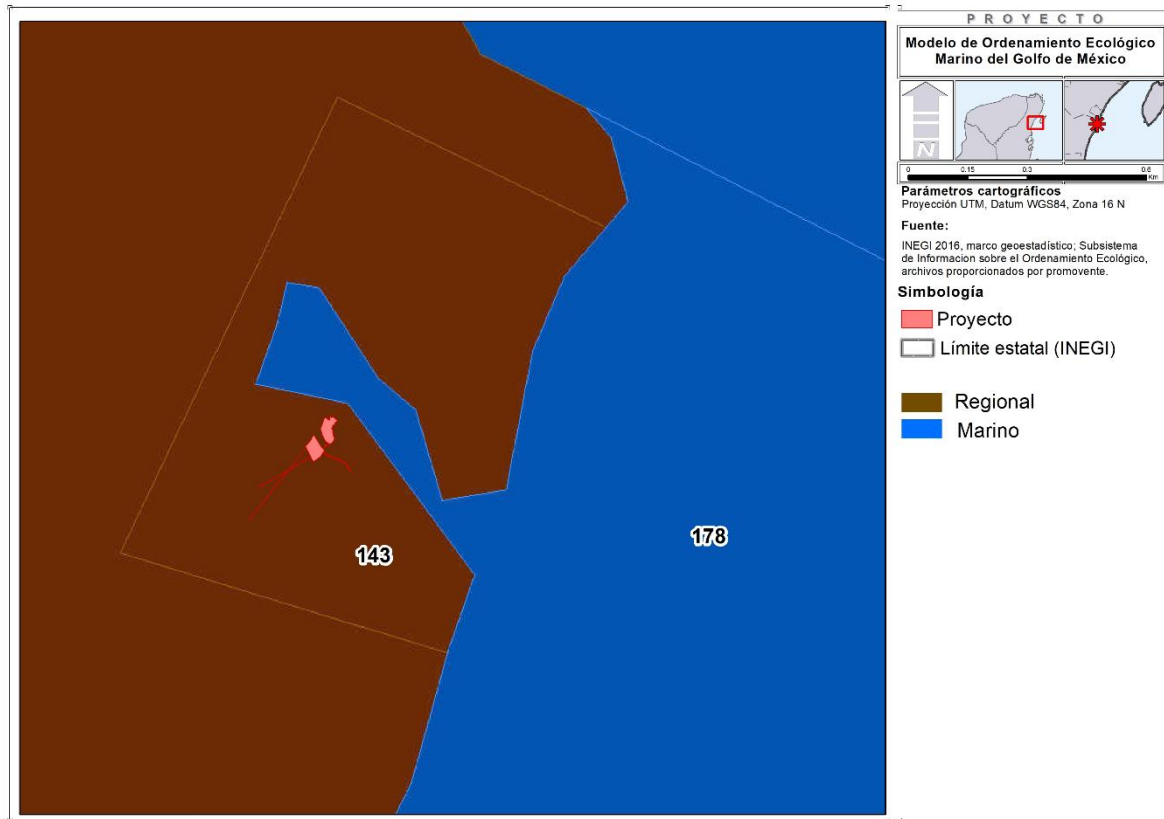 PROYECTO
Modelo de Ordenamiento Ecológico
Marino del Golfo de México
N
0 0.15 0.3 0.6
Km
Parámetros cartográficos
Proyección UTM, Datum WGS84, Zona 16 N
Fuente:
INEGI 2016, marco geoestadístico; Subsistema
de Informacion sobre el Ordenamiento Ecológico,
archivos proporcionados por promovente.
Simbología
Proyecto
Límite estatal (INEGI)
Regional
Marino
143
178